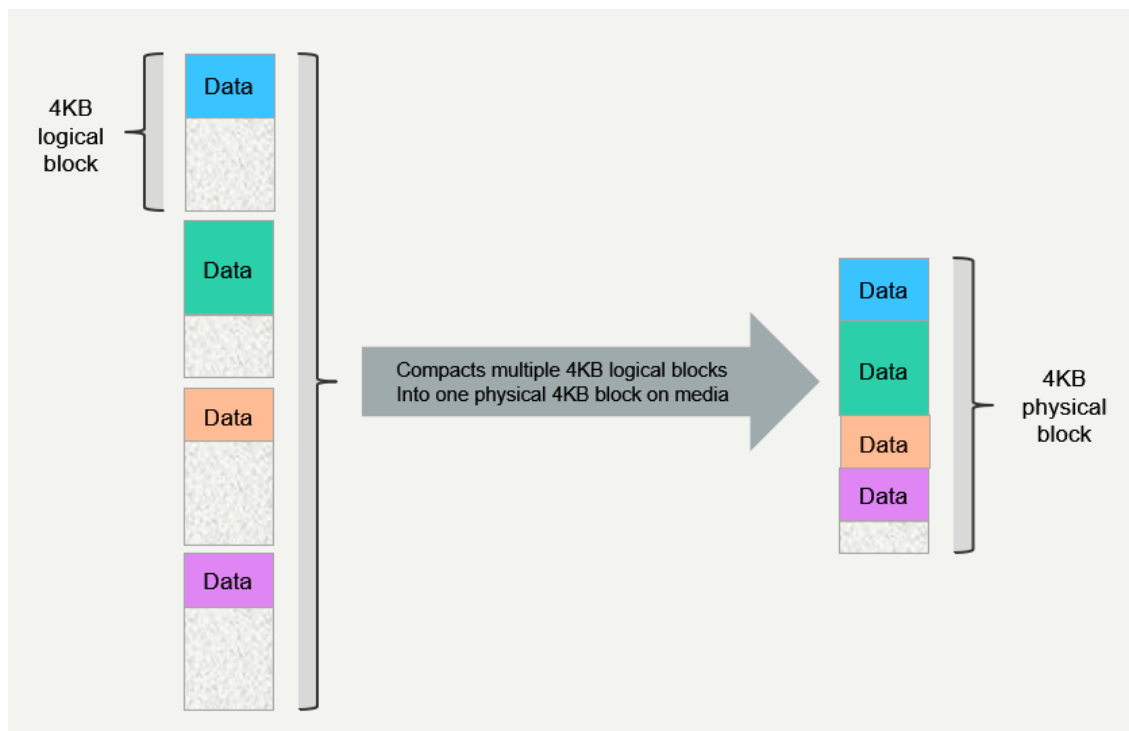 4KB
logical
block
Data
Data
Data
Data
Compacts multiple 4KB logical blocks
Into one physical 4KB block on media
Data
Data
Data
Data
4KB
physical
block